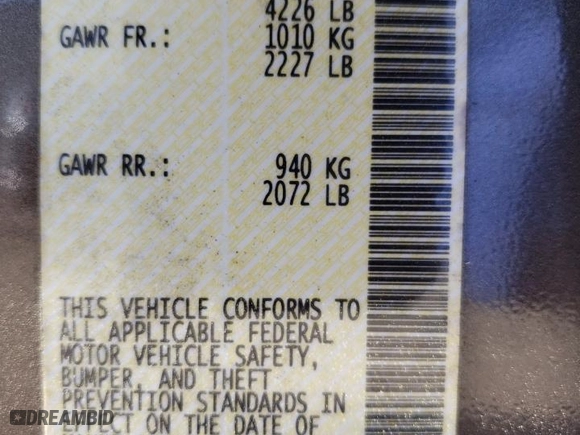 4226 LB
GAWR FR.: 1010 KG
2227 LB
GAWR RR.: 940 KG
2072 LB
THIS VEHICLE CONFORMS TO
ALL APPLICABLE FEDERAL
MOTOR VEHICLE SAFETY,
BUMPER, AND THEFT
PREVENTION STANDARDS IN
EFFECT ON THE DATE OF
DREAMBID